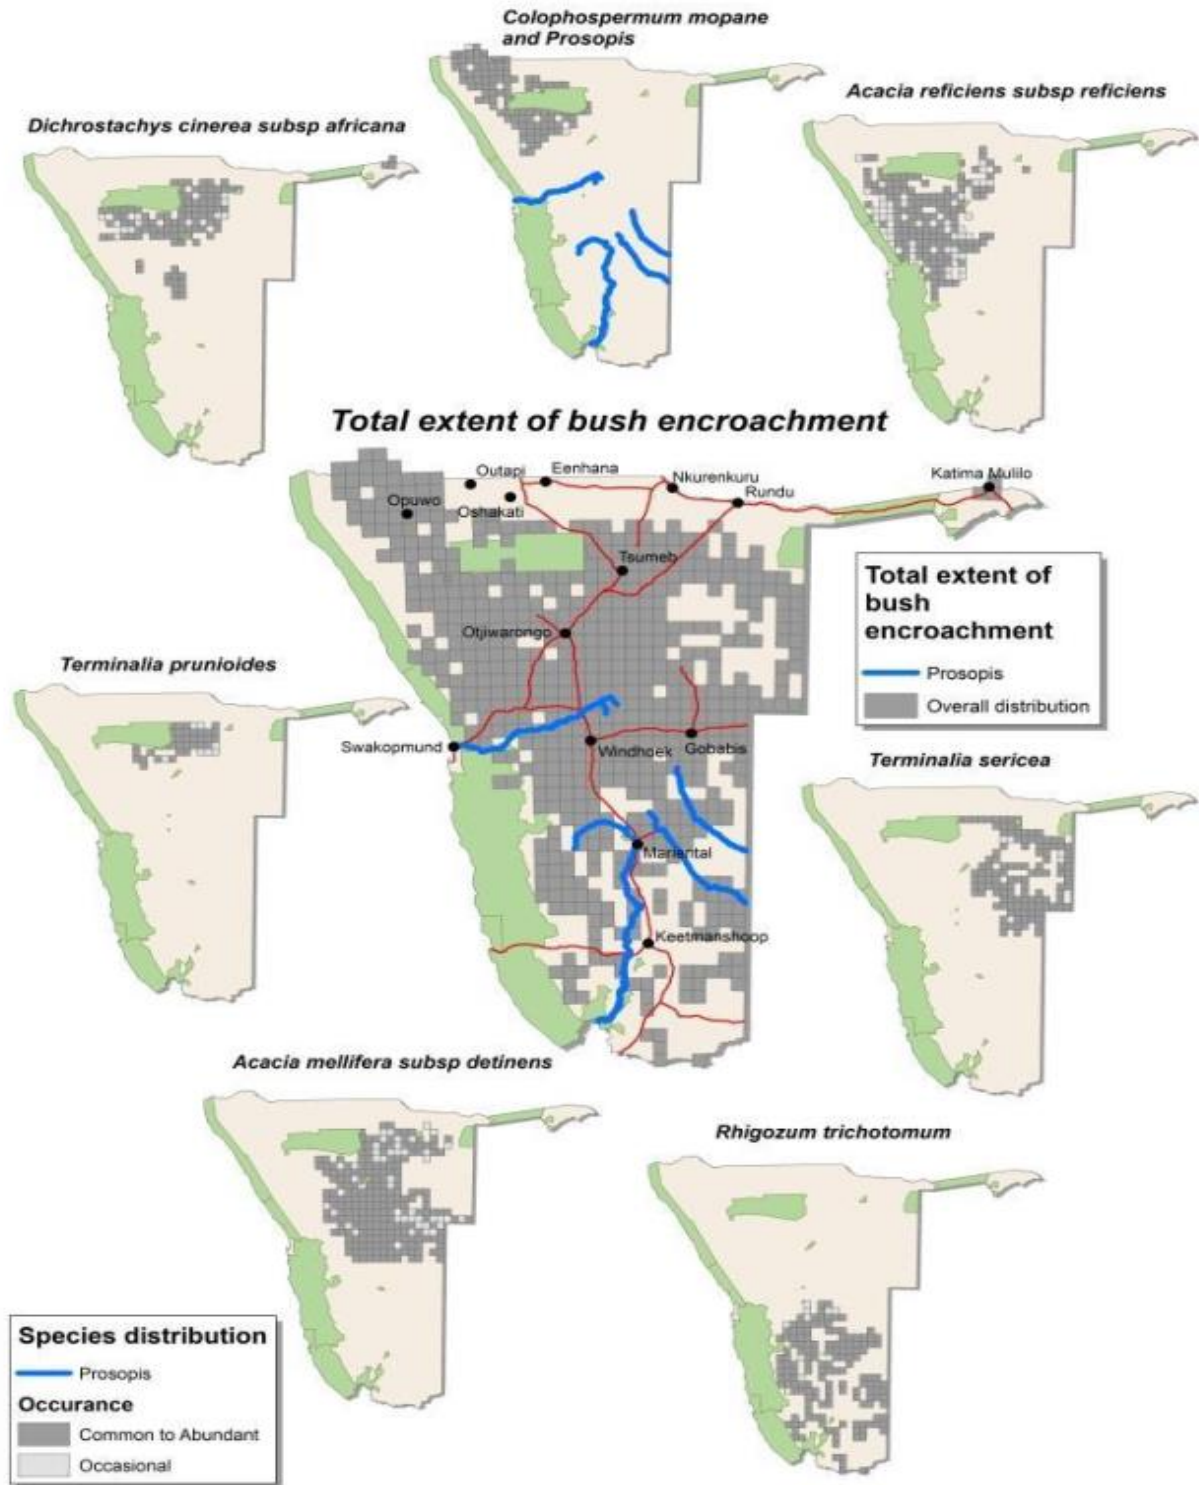 Colophospermum mopane
and Prosopis
Acacia reficiens subsp reficiens
Dichrostachys cinerea subsp africana
Total extent of bush encroachment
Outapi
Eenhana
Nkurenkuru
Katima Mulilo
Rundu
Opuwo
Oshakati
Tsumeb
Total extent of
bush
encroachment
Prosopis
Overall distribution
Otjiwarongo
Terminalia prunioides
Swakopmund
Windhoek
Gobabis
Terminalia sericea
Mariental
Keetmanshoop
Acacia mellifera subsp detinens
Rhigozum trichotomum
Species distribution
Prosopis
Occurance
Common to Abundant
Occasional